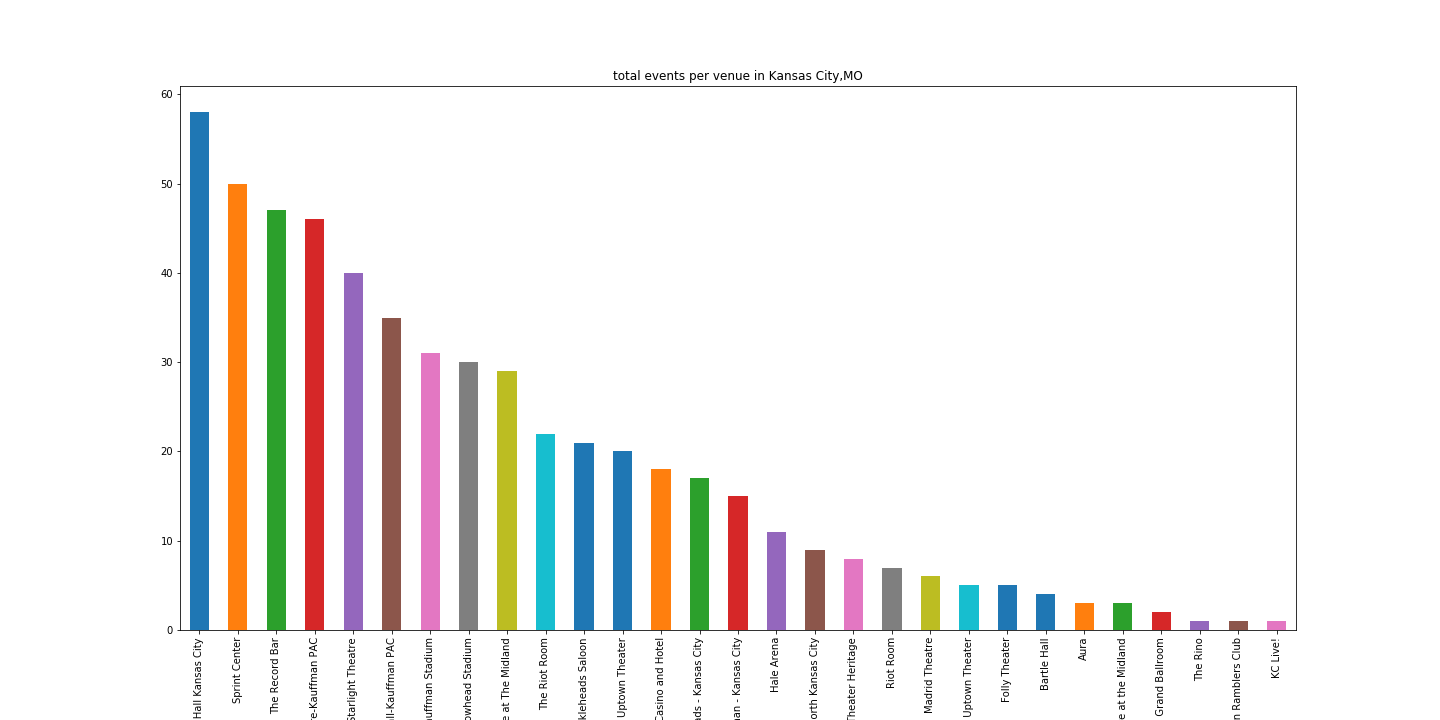 total events per venue in Kansas City,MO
60
50
40
30
20
10
0
Hall Kansas City
Sprint Center
The Record Bar
re-Kauffman PAC
Starlight Theatre
ll-Kauffman PAC
uffman Stadium
owhead Stadium
e at The Midland
The Riot Room
kleheads Saloon
Uptown Theater
Casino and Hotel
ds - Kansas City
an - Kansas City
Hale Arena
orth Kansas City
Theater Heritage
Riot Room
Madrid Theatre
Uptown Theater
Folly Theater
Bartle Hall
Aura
e at the Midland
Grand Ballroom
The Rino
n Ramblers Club
KC Live!